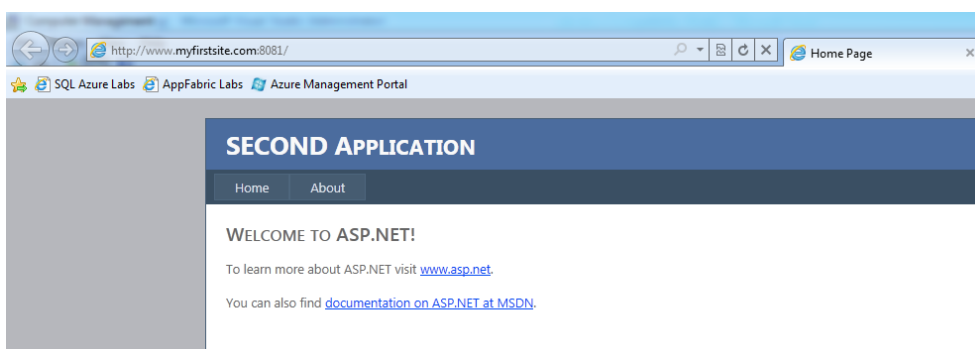 http://www.myfirstsite.com:8081/
Home Page
SQL Azure Labs AppFabric Labs Azure Management Portal
SECOND APPLICATION
Home About
WELCOME TO ASP.NET!
To learn more about ASP.NET visit www.asp.net.
You can also find documentation on ASP.NET at MSDN.